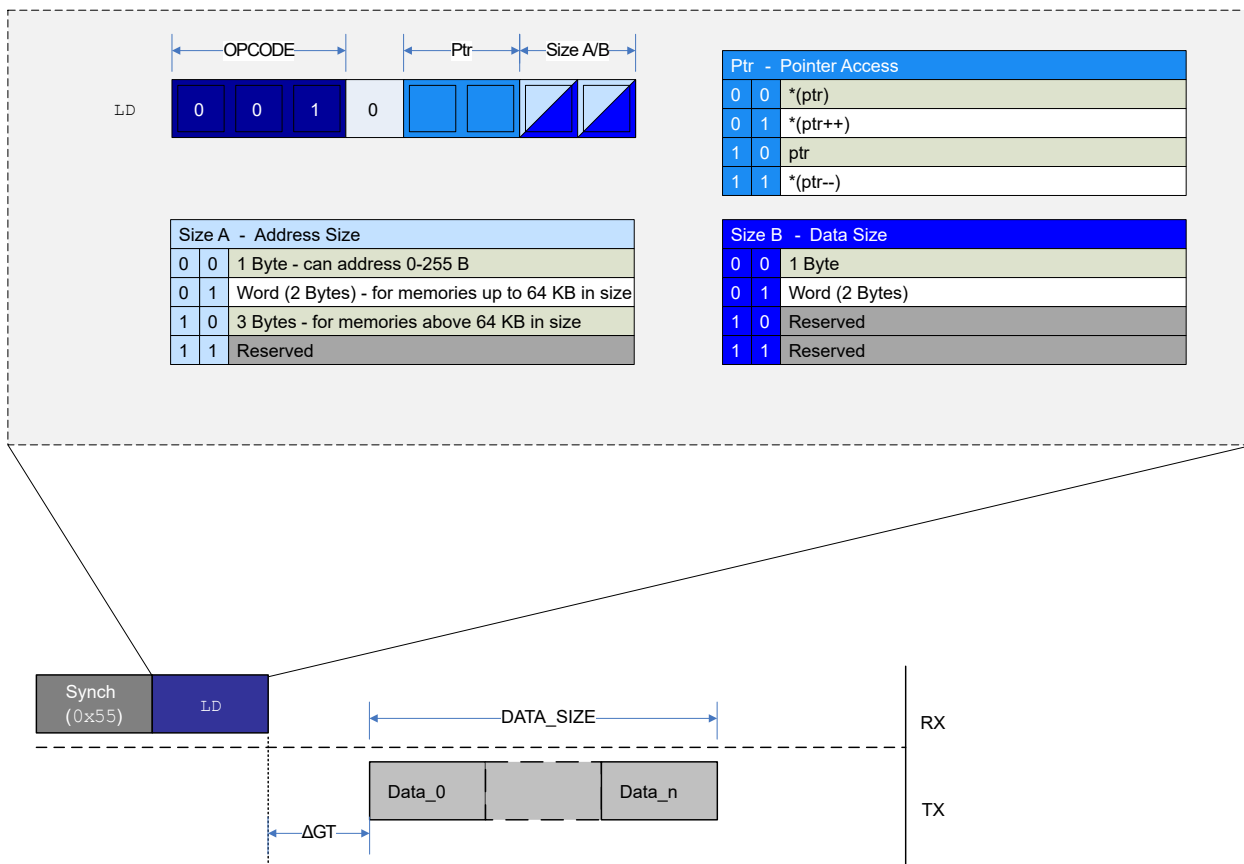 OPCODE Ptr Size A/B
LD 0 0 1 0
Ptr - Pointer Access
0 0 *(ptr)
0 1 *(ptr++)
1 0 ptr
1 1 *(ptr--)
Size A - Address Size
0 0 1 Byte - can address 0-255 B
0 1 Word (2 Bytes) - for memories up to 64 KB in size
1 0 3 Bytes - for memories above 64 KB in size
1 1 Reserved
Size B - Data Size
0 0 1 Byte
0 1 Word (2 Bytes)
1 0 Reserved
1 1 Reserved
Synch
(0x55)
LD
DATA_SIZE
RX
Data_0
Data_n
TX
ΔGT